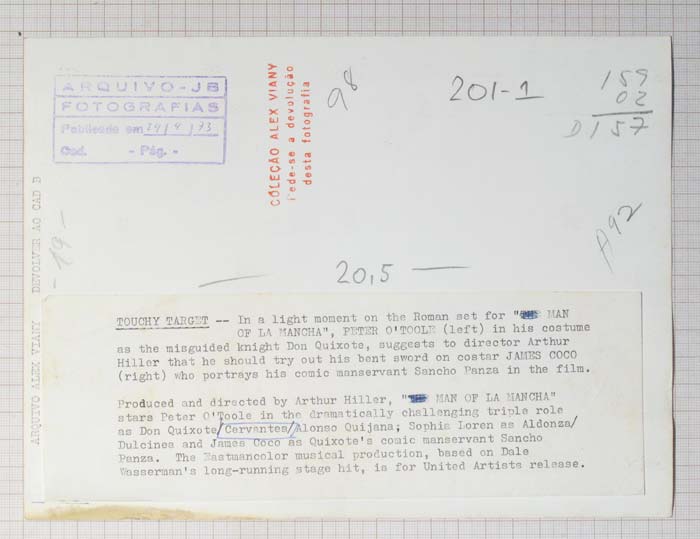 ARQUIVO-JB
FOTOGRAFIAS
Publicada em 24/4/73
Cad. - Pág. -
COLEÇÃO ALEX VIANY
Pede-se a devolução
desta fotografia
98
201-1
159
02
D 157
A92
ARQUIVO ALEX VIANY DEVOLVER AO CAD B
- 19 -
— 20,5 —
TOUCHY TARGET -- In a light moment on the Roman set for " MAN
OF LA MANCHA", PETER O'TOOLE (left) in his costume
as the misguided knight Don Quixote, suggests to director Arthur
Hiller that he should try out his bent sword on costar JAMES COCO
(right) who portrays his comic manservant Sancho Panza in the film.
Produced and directed by Arthur Hiller, " MAN OF LA MANCHA"
stars Peter O'Toole in the dramatically challenging triple role
as Don Quixote/Cervantes/Alonso Quijana; Sophia Loren as Aldonza/
Dulcinea and James Coco as Quixote's comic manservant Sancho
Panza. The Eastmancolor musical production, based on Dale
Wasserman's long-running stage hit, is for United Artists release.